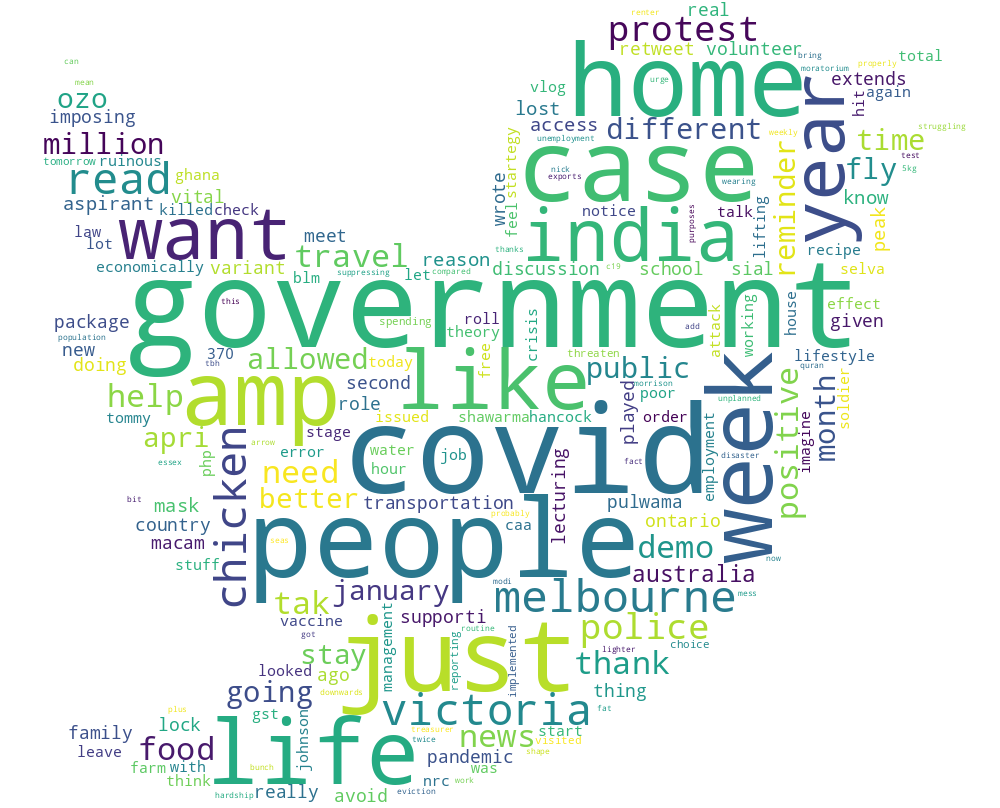 center
real
can
protest
mean
retweet
volunteer
bring
moratorium
properly
total
home
urge
ozo
vlog
extends
imposing
lost
hit
again
million
access
different
year
startegy
unemployment
weekly
time
struggling
tomorrow
ruinous
case
test
read
ghana
nick
exports
wearing
reminder
fly
5kg
aspirant
vital
wrote
feel
know
killed
check
notice
purposes
talk
lifting
want
law
lot
meet
india
peak
thanks
recipe
economically
variant
travel
reason
blm
suppressing
let
compared
discussion
c19
school
sial
selva
government
this
package
spending
roll
crisis
add
attack
working
house
effect
given
population
new
theory
370
tbh
allowed
today
free
threaten
public
lifestyle
doing
like
quran
help
amp
second
role
morrison
poor
week
month
soldier
unplanned
tommy
issued
shawarma
hancock
played
order
positive
imagine
apri
stage
covid
employment
arrow
chicken
error
water
job
fact
disaster
essex
php
need
hour
lecturing
bit
better
transportation
pulwama
mask
probably
seas
caa
ontario
country
people
macam
demo
now
stuff
modi
australia
mess
january
melbourne
tak
supporti
vaccine
just
police
got
routine
choice
stay
management
reporting
implemented
lighter
looked
ago
thank
going
downwards
thing
plus
gst
victoria
fat
family
lock
johnson
life
treasurer
news
start
leave
food
twice
visited
shape
farm
with
pandemic
think
bunch
was
hardship
really
nrc
work
avoid
eviction